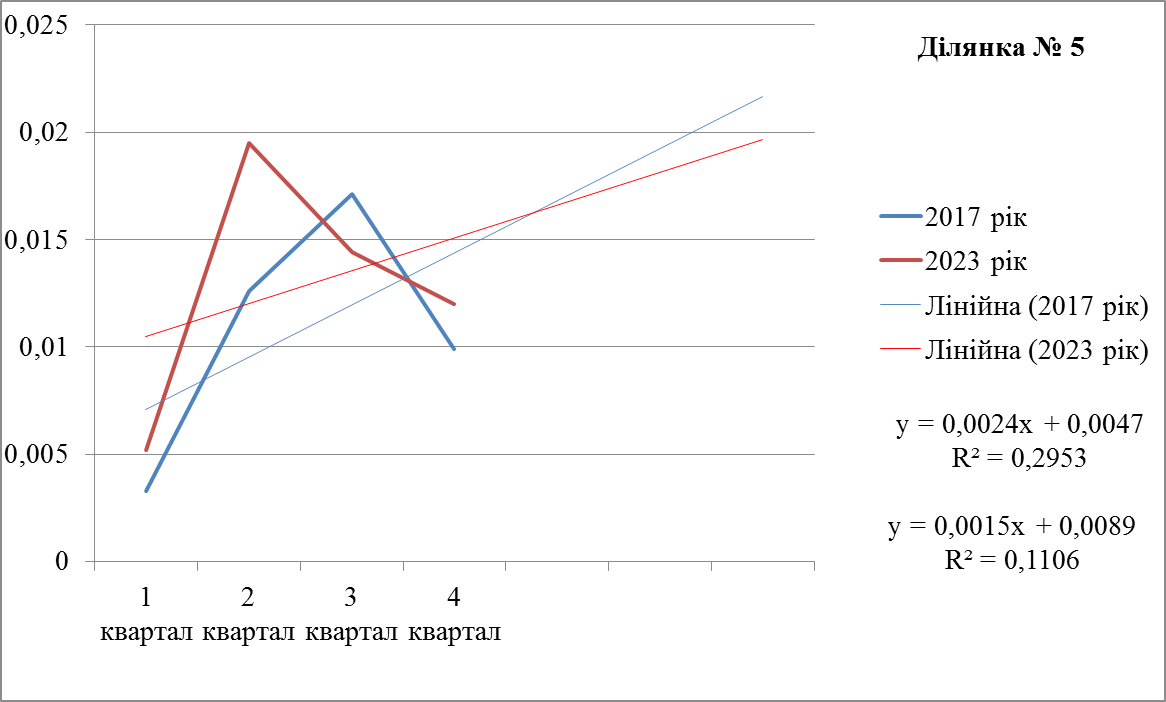 Ділянка № 5
0,025
0,02
0,015
0,01
0,005
0
1 квартал
2 квартал
3 квартал
4 квартал
2017 рік
2023 рік
Лінійна (2017 рік)
Лінійна (2023 рік)
y = 0,0024x + 0,0047
R² = 0,2953
y = 0,0015x + 0,0089
R² = 0,1106